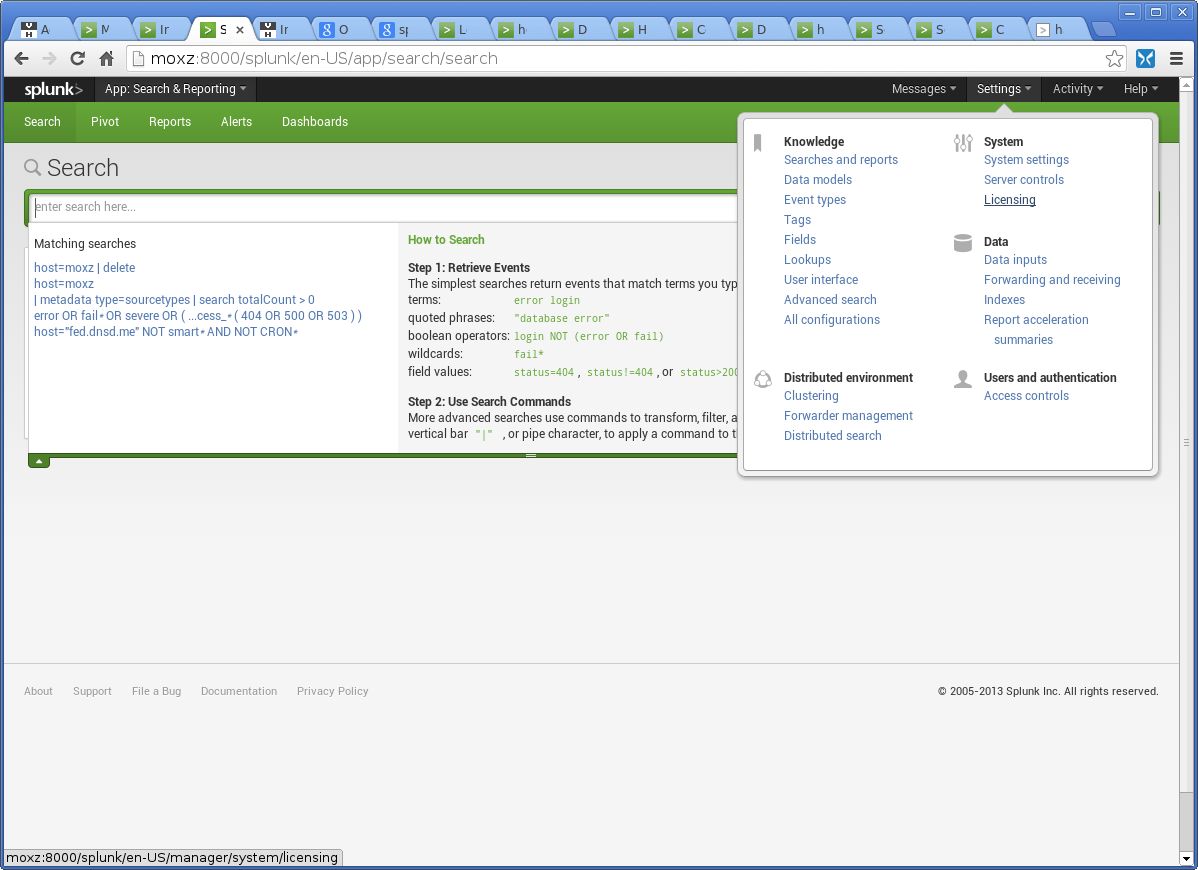 A
M
Ir
S
Ir
O
sp
L
h
D
H
C
D
h
S
S
C
h
moxz:8000/splunk/en-US/app/search/search
splunk> App: Search & Reporting Messages Settings Activity Help
Search Pivot Reports Alerts Dashboards
Search
enter search here...
Matching searches
host=moxz | delete
host=moxz
| metadata type=sourcetypes | search totalCount > 0
error OR fail* OR severe OR ( ...cess_* ( 404 OR 500 OR 503 ) )
host="fed.dnsd.me" NOT smart* AND NOT CRON*
How to Search
Step 1: Retrieve Events
The simplest searches return events that match terms you typ
terms: error login
quoted phrases: "database error"
boolean operators: login NOT (error OR fail)
wildcards: fail*
field values: status=404 , status!=404 , or status>200
Step 2: Use Search Commands
More advanced searches use commands to transform, filter, a
vertical bar "|" , or pipe character, to apply a command to t
Knowledge
Searches and reports
Data models
Event types
Tags
Fields
Lookups
User interface
Advanced search
All configurations
System
System settings
Server controls
Licensing
Data
Data inputs
Forwarding and receiving
Indexes
Report acceleration
summaries
Distributed environment
Clustering
Forwarder management
Distributed search
Users and authentication
Access controls
About Support File a Bug Documentation Privacy Policy © 2005-2013 Splunk Inc. All rights reserved.
moxz:8000/splunk/en-US/manager/system/licensing